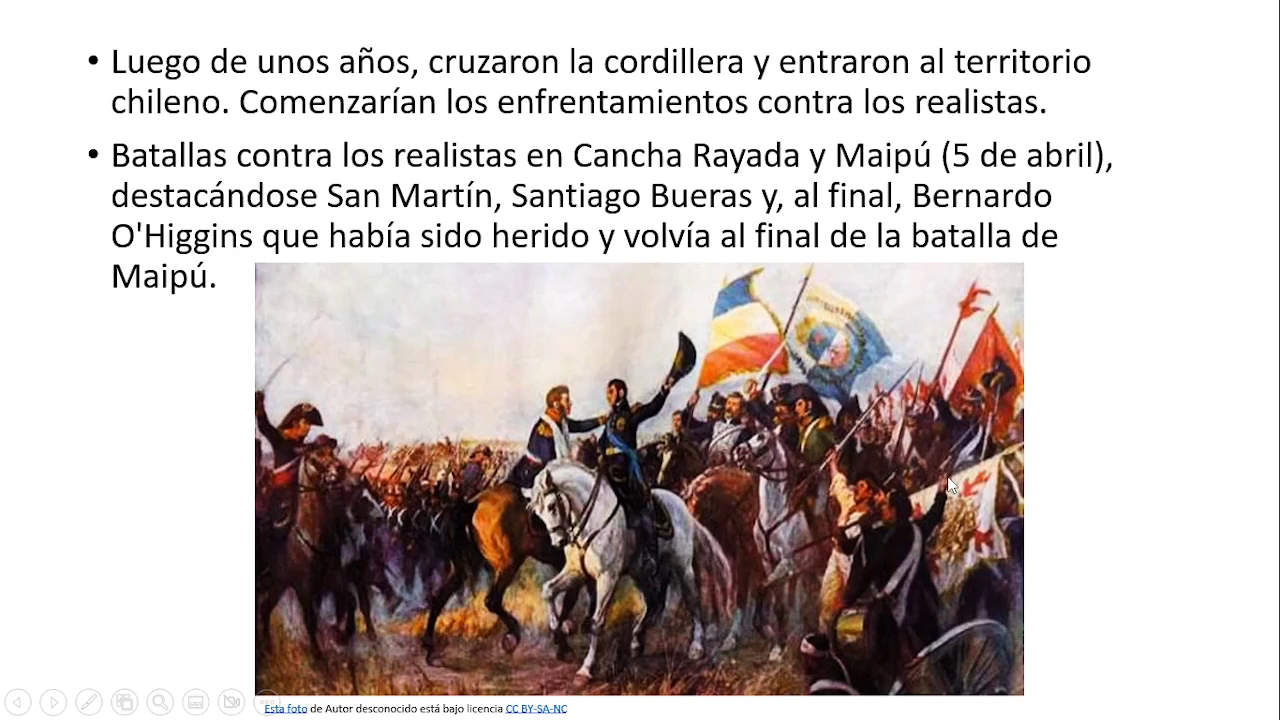 • Luego de unos años, cruzaron la cordillera y entraron al territorio
chileno. Comenzarían los enfrentamientos contra los realistas.
• Batallas contra los realistas en Cancha Rayada y Maipú (5 de abril),
destacándose San Martín, Santiago Bueras y, al final, Bernardo
O'Higgins que había sido herido y volvía al final de la batalla de
Maipú.
Esta foto de Autor desconocido está bajo licencia CC BY-SA-NC